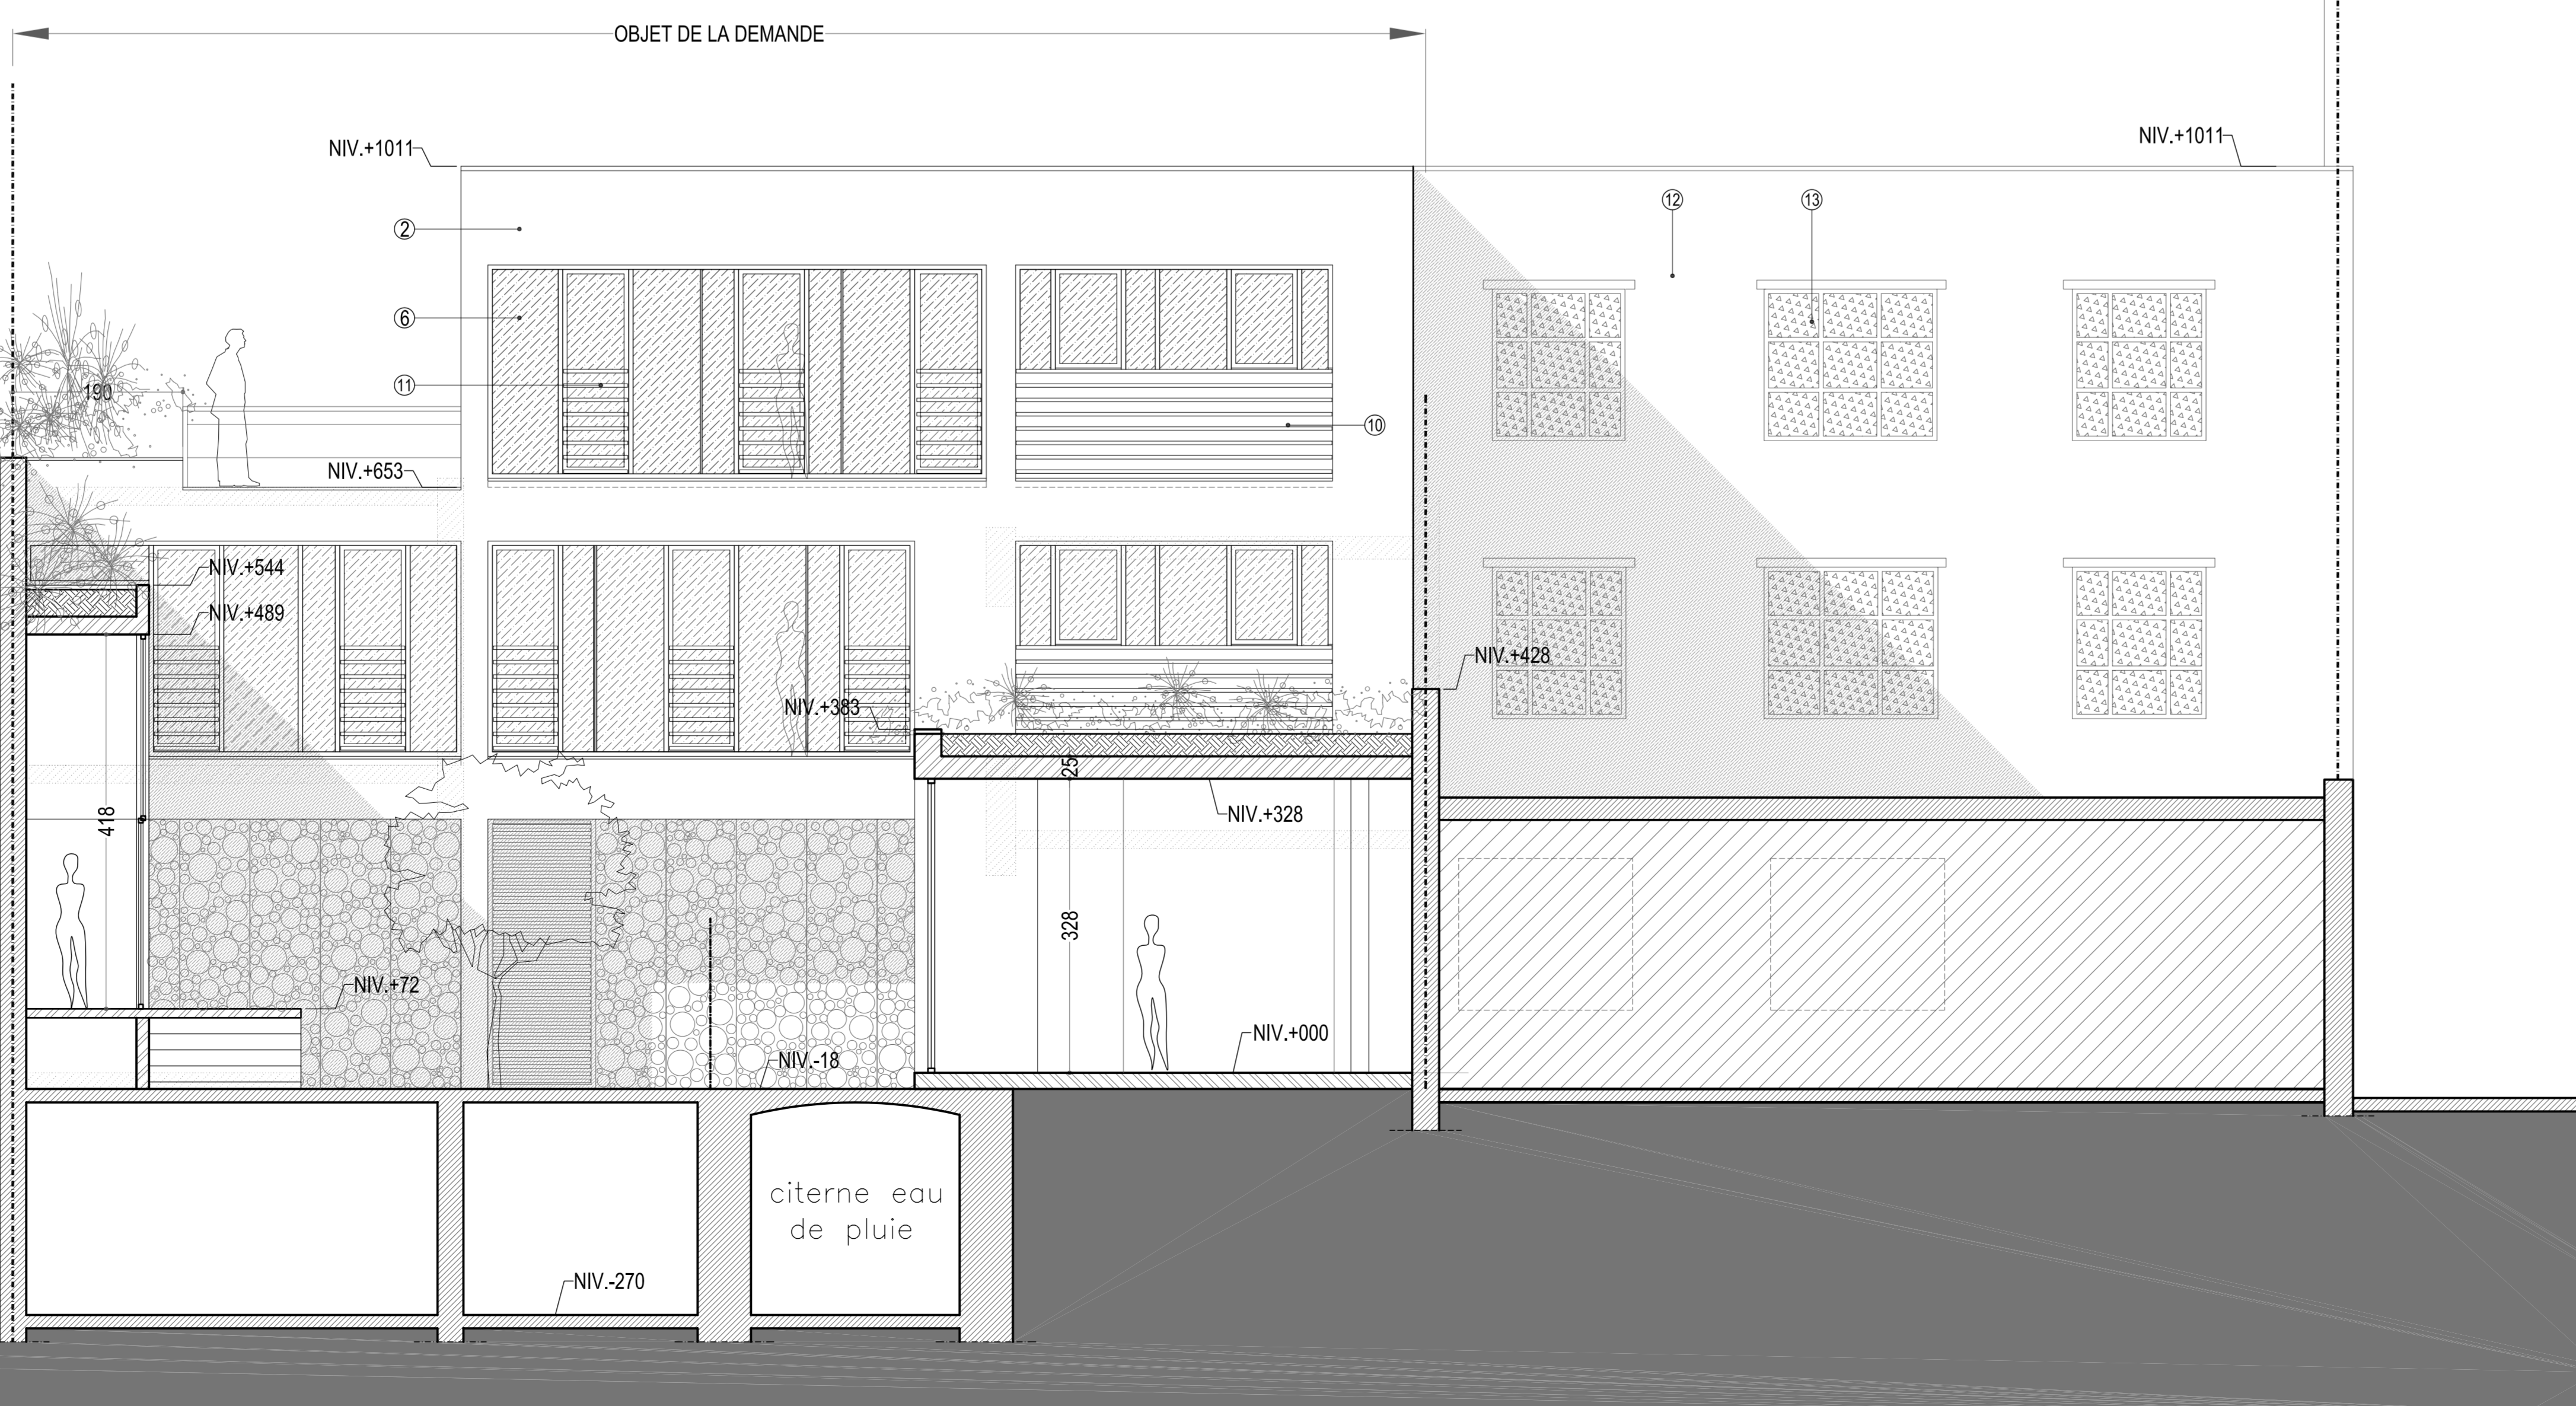 OBJET DE LA DEMANDE
NIV.+1011
NIV.+1011
12
13
2
6
11
190
10
NIV.+653
NIV.+544
NIV.+489
NIV.+428
NIV.+383
25
418
NIV.+328
328
NIV.+72
NIV.+000
NIV.-18
citerne eau
de pluie
NIV.-270